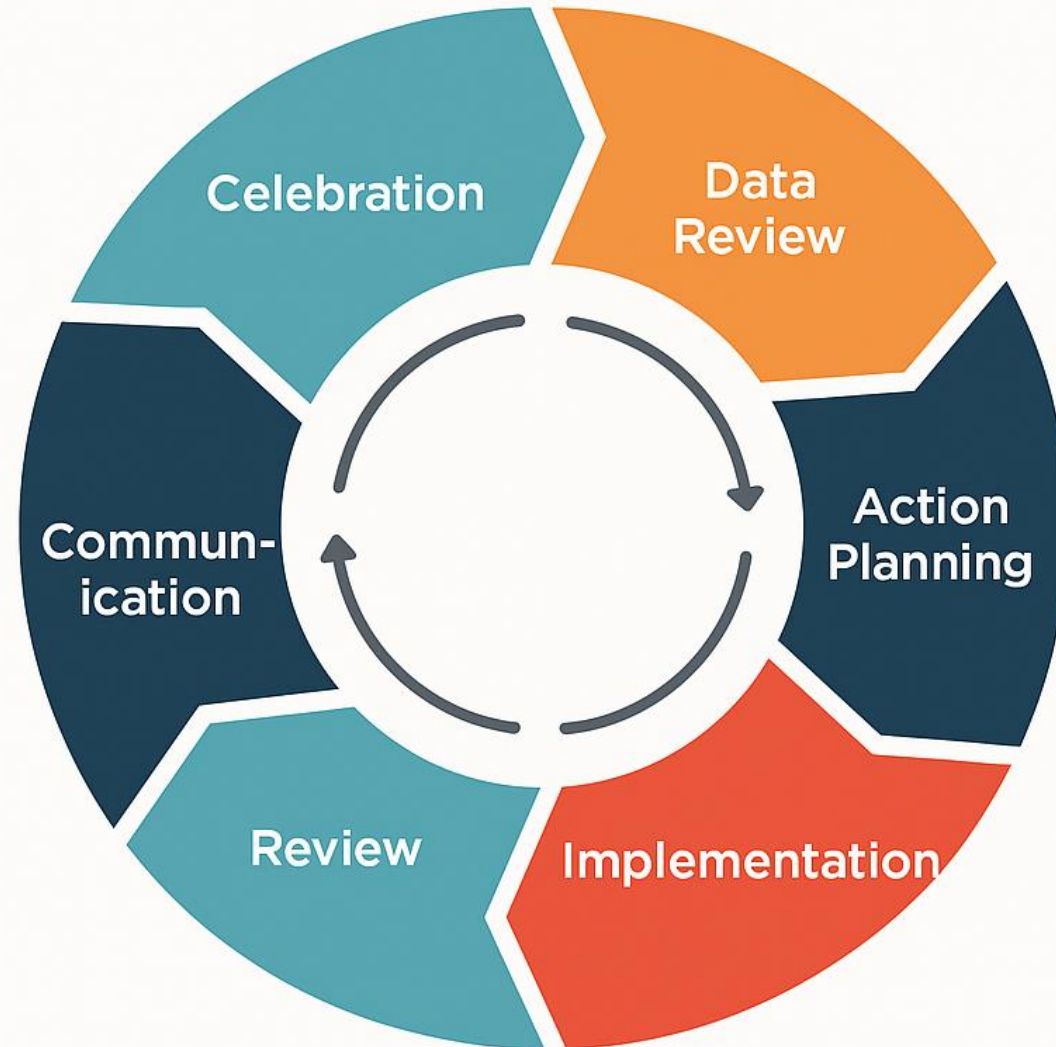 Celebration
Data
Review
Action
Planning
Implementation
Review
Commun-
ication